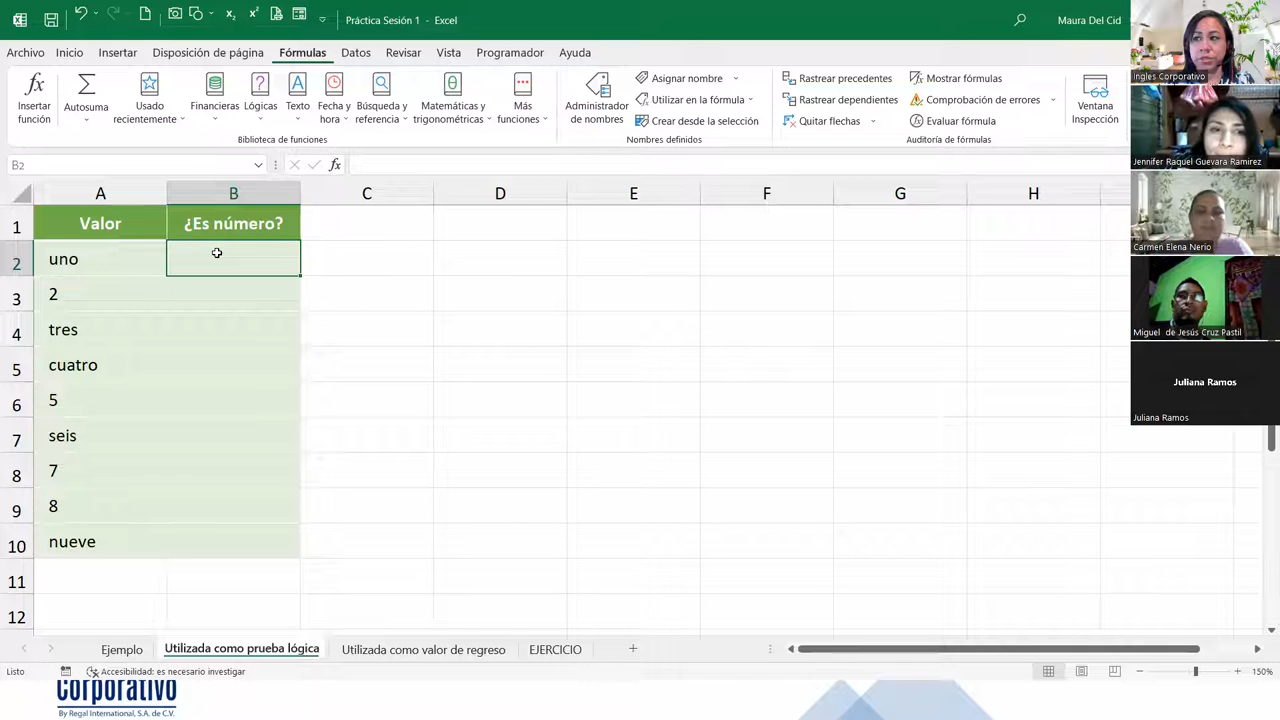 Práctica Sesión 1 - Excel
Maura Del Cid
Archivo Inicio Insertar Disposición de página Fórmulas Datos Revisar Vista Programador Ayuda
Insertar función
Autosuma
Usado recientemente
Financieras
Lógicas
Texto
Fecha y hora
Búsqueda y referencia
Matemáticas y trigonométricas
Más funciones
Biblioteca de funciones
Administrador de nombres
Asignar nombre
Utilizar en la fórmula
Crear desde la selección
Nombres definidos
Rastrear precedentes
Rastrear dependientes
Quitar flechas
Mostrar fórmulas
Comprobación de errores
Evaluar fórmula
Auditoría de fórmulas
Ventana Inspección
B2
fx
A B C D E F G H
1 Valor ¿Es número?
2 uno
3 2
4 tres
5 cuatro
6 5
7 seis
8 7
9 8
10 nueve
11
12
Ejemplo Utilizada como prueba lógica Utilizada como valor de regreso EJERCICIO
Listo Accesibilidad: es necesario investigar 150%
Corporativo
By Regal International, S.A. de C.V.
Ingles Corporativo
Jennifer Raquel Guevara Ramirez
Carmen Elena Nerio
Miguel de Jesús Cruz Pastil
Juliana Ramos
Juliana Ramos